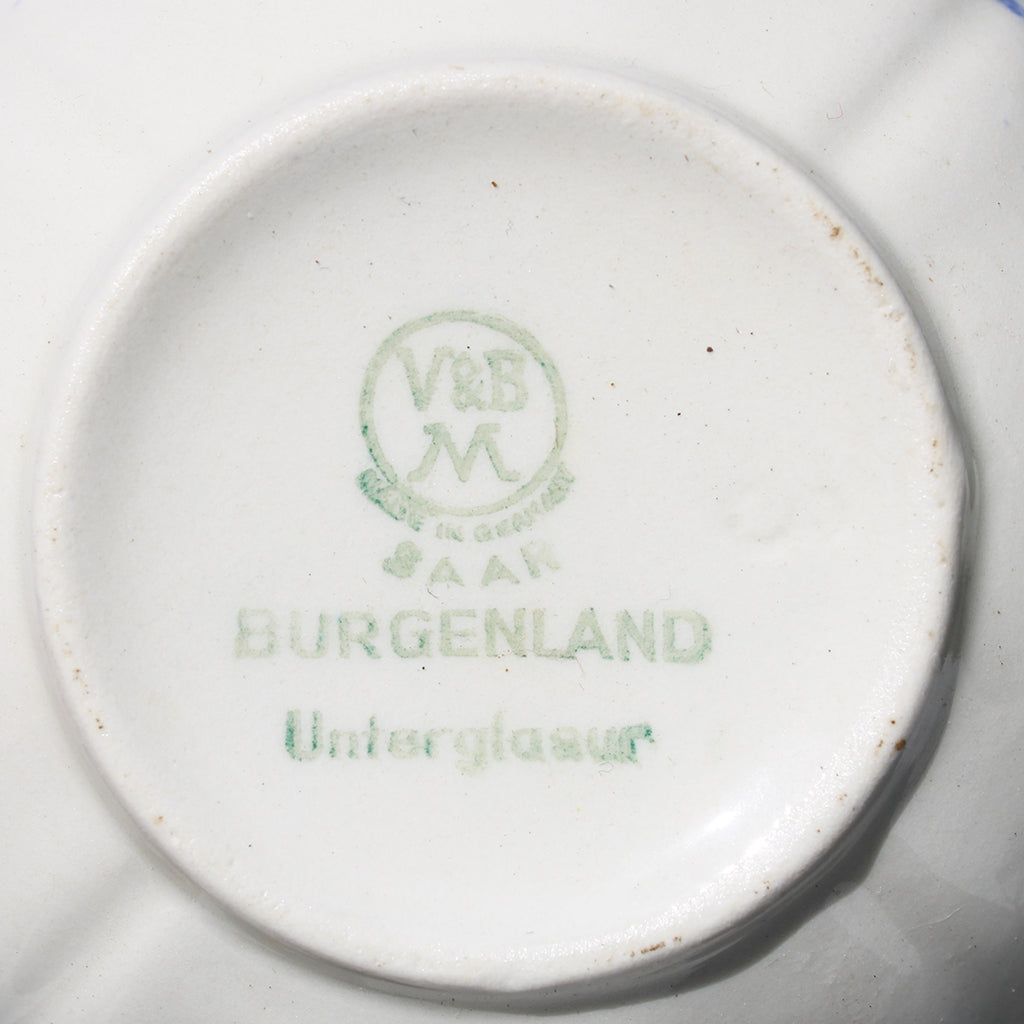 V&B
M
MADE IN GERMANY
SAAR
BURGENLAND
Unterglasur